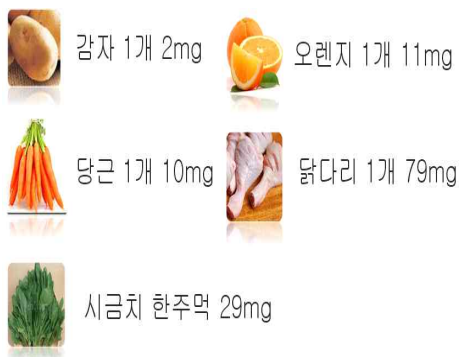 감자 1개 2mg
오렌지 1개 11mg
당근 1개 10mg
닭다리 1개 79mg
시금치 한주먹 29mg